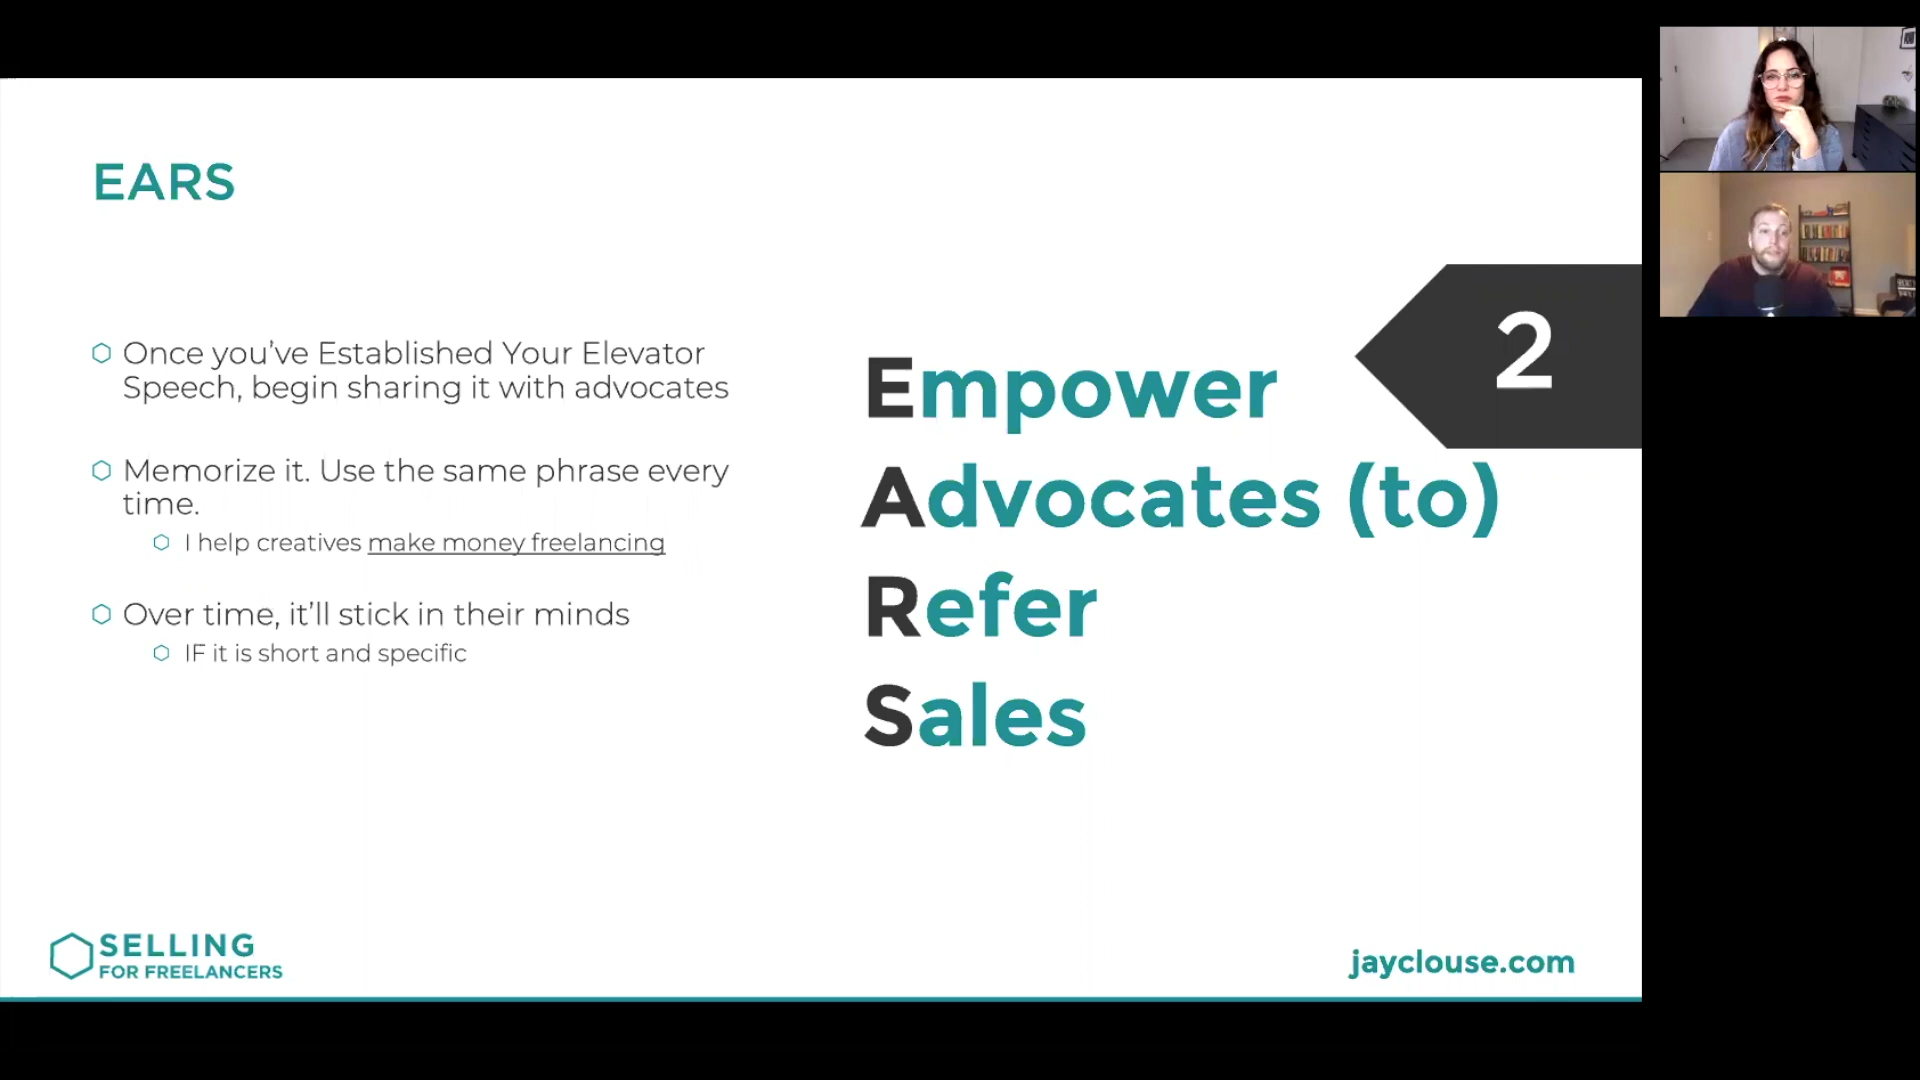 EARS
Once you've Established Your Elevator
Speech, begin sharing it with advocates
Memorize it. Use the same phrase every
time.
I help creatives make money freelancing
Over time, it'll stick in their minds
IF it is short and specific
2
Empower
Advocates (to)
Refer
Sales
SELLING
FOR FREELANCERS
jayclouse.com